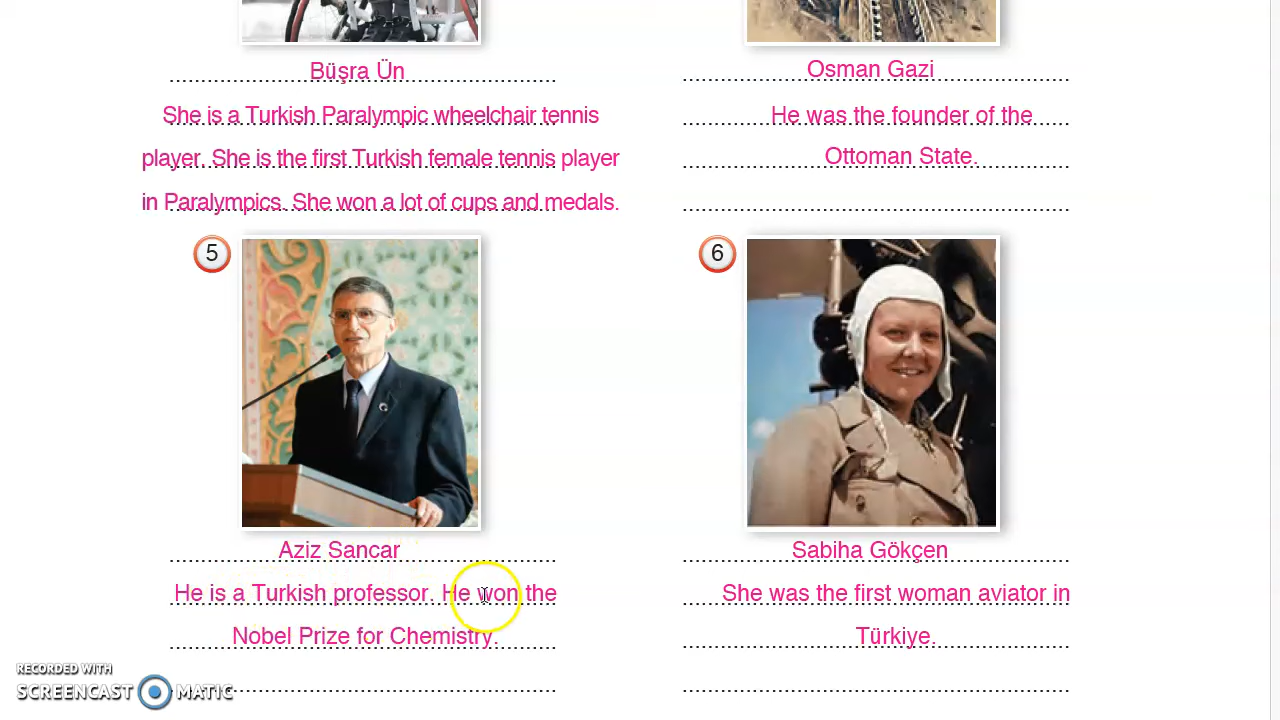 Büşra Ün
She is a Turkish Paralympic wheelchair tennis
player. She is the first Turkish female tennis player
in Paralympics. She won a lot of cups and medals.
Osman Gazi
He was the founder of the
Ottoman State.
5
Aziz Sancar
He is a Turkish professor. He won the
Nobel Prize for Chemistry.
6
Sabiha Gökçen
She was the first woman aviator in
Türkiye.
RECORDED WITH
SCREENCAST MATIC